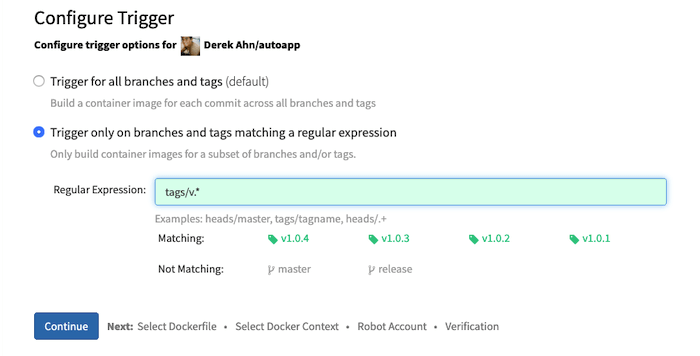 Configure Trigger
Configure trigger options for Derek Ahn/autoapp
Trigger for all branches and tags (default)
Build a container image for each commit across all branches and tags
Trigger only on branches and tags matching a regular expression
Only build container images for a subset of branches and/or tags.
Regular Expression: tags/v.*
Examples: heads/master, tags/tagname, heads/.+
Matching: v1.0.4 v1.0.3 v1.0.2 v1.0.1
Not Matching: master release
Continue Next: Select Dockerfile • Select Docker Context • Robot Account • Verification